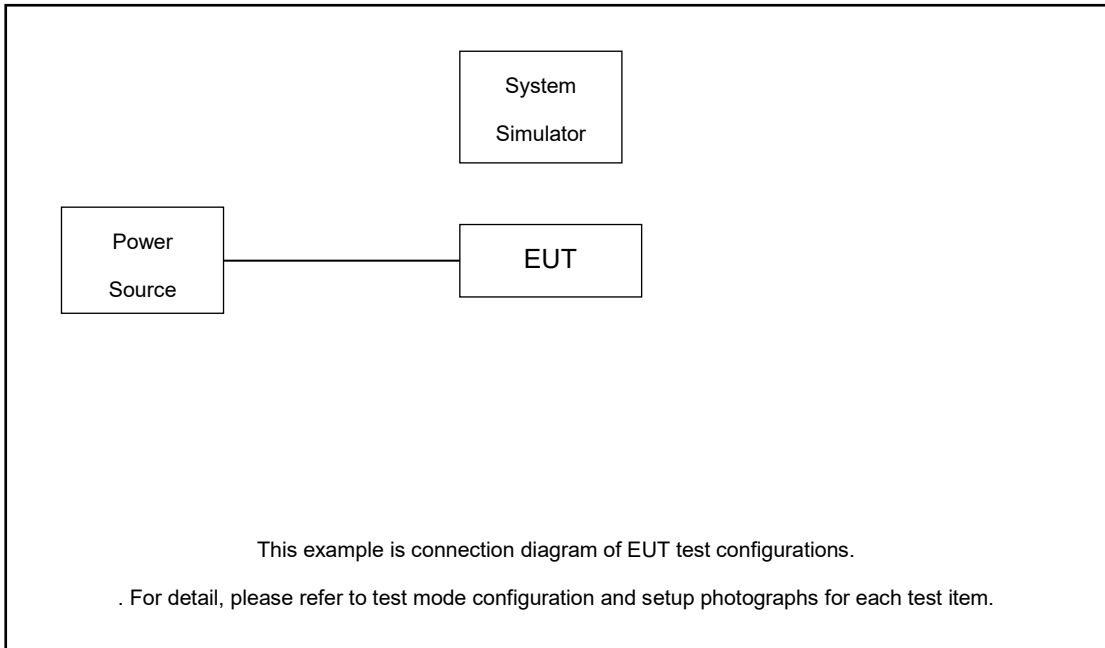 System
Simulator
Power
Source
EUT
This example is connection diagram of EUT test configurations.
. For detail, please refer to test mode configuration and setup photographs for each test item.